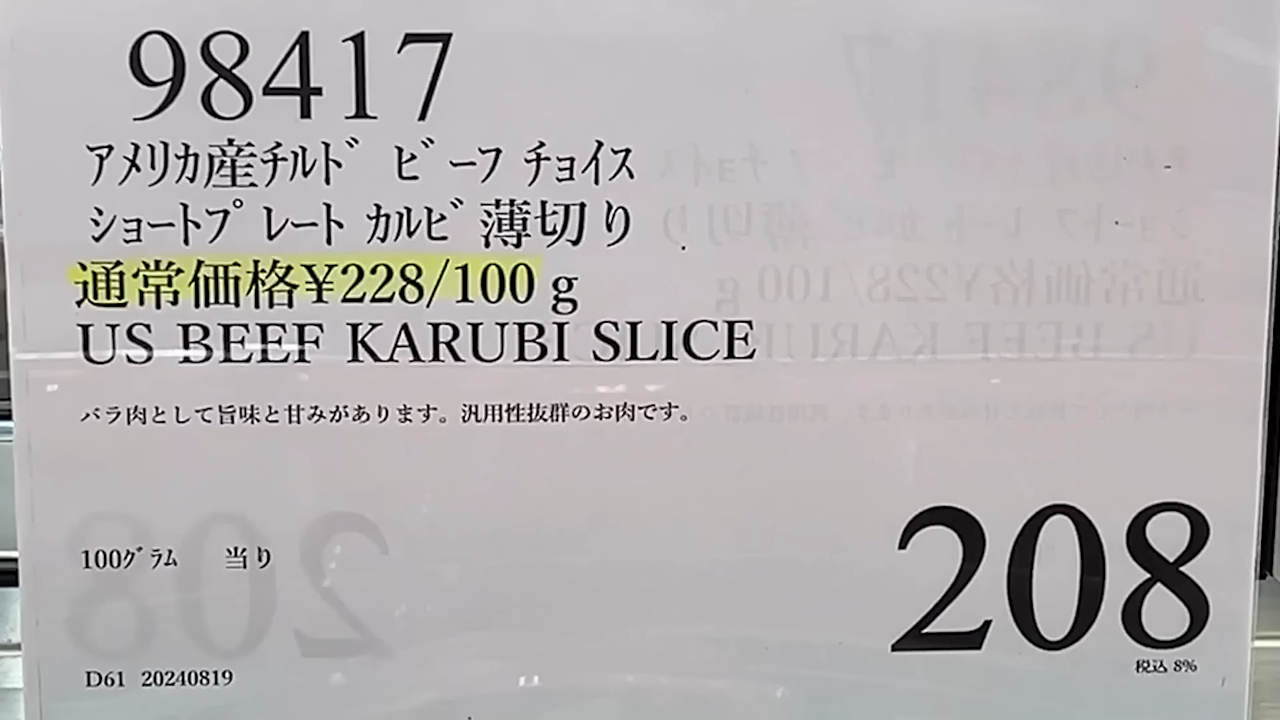 98417
ｱﾒﾘｶ産ﾁﾙﾄﾞ ﾋﾞｰﾌ ﾁｮｲｽ
ｼｮｰﾄﾌﾟﾚｰﾄ ｶﾙﾋﾞ 薄切り
通常価格¥228/100 g
US BEEF KARUBI SLICE
バラ肉として旨味と甘みがあります。汎用性抜群のお肉です。
100ｸﾞﾗﾑ 当り
208
税込 8%
D61 20240819